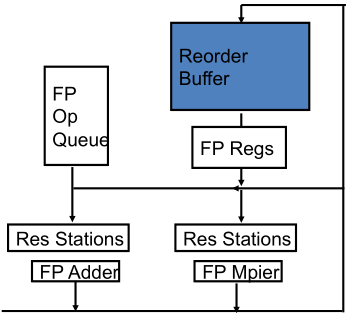 Reorder
Buffer
FP
Op
Queue
FP Regs
Res Stations
Res Stations
FP Adder
FP Mpier